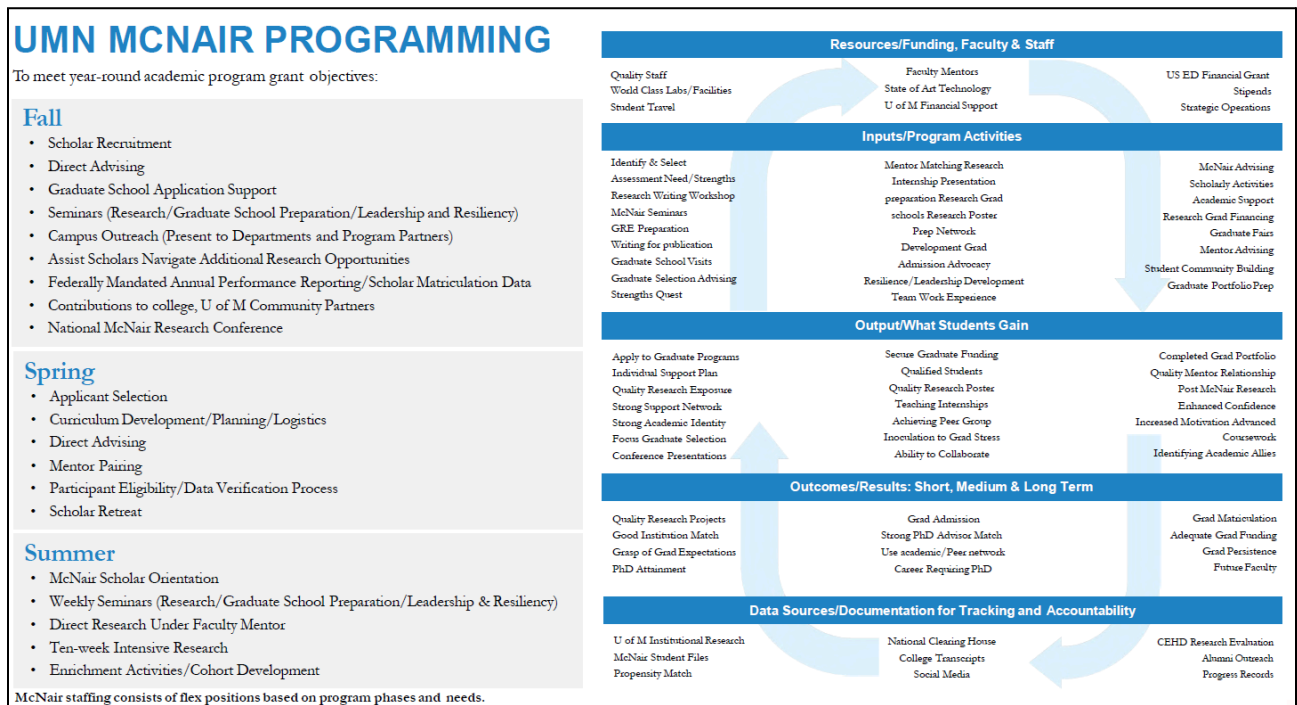 UMN MCNAIR PROGRAMMING
To meet year-round academic program grant objectives:
Fall
• Scholar Recruitment
• Direct Advising
• Graduate School Application Support
• Seminars (Research/Graduate School Preparation/Leadership and Resiliency)
• Campus Outreach (Present to Departments and Program Partners)
• Assist Scholars Navigate Additional Research Opportunities
• Federally Mandated Annual Performance Reporting/Scholar Matriculation Data
• Contributions to college, U of M Community Partners
• National McNair Research Conference
Spring
• Applicant Selection
• Curriculum Development/Planning/Logistics
• Direct Advising
• Mentor Pairing
• Participant Eligibility/Data Verification Process
• Scholar Retreat
Summer
• McNair Scholar Orientation
• Weekly Seminars (Research/Graduate School Preparation/Leadership & Resiliency)
• Direct Research Under Faculty Mentor
• Ten-week Intensive Research
• Enrichment Activities/Cohort Development
McNair staffing consists of flex positions based on program phases and needs.
Resources/Funding, Faculty & Staff
Quality Staff
World Class Labs/Facilities
Student Travel
Faculty Mentors
State of Art Technology
U of M Financial Support
US ED Financial Grant
Stipends
Strategic Operations
Inputs/Program Activities
Identify & Select
Assessment Need/Strengths
Research Writing Workshop
McNair Seminars
GRE Preparation
Writing for publication
Graduate School Visits
Graduate Selection Advising
Strengths Quest
Mentor Matching Research
Internship Presentation
preparation Research Grad
schools Research Poster
Prep Network
Development Grad
Admission Advocacy
Resilience/Leadership Development
Team Work Experience
McNair Advising
Scholarly Activities
Academic Support
Research Grad Financing
Graduate Fairs
Mentor Advising
Student Community Building
Graduate Portfolio Prep
Output/What Students Gain
Apply to Graduate Programs
Individual Support Plan
Quality Research Exposure
Strong Support Network
Strong Academic Identity
Focus Graduate Selection
Conference Presentations
Secure Graduate Funding
Qualified Students
Quality Research Poster
Teaching Internships
Achieving Peer Group
Inoculation to Grad Stress
Ability to Collaborate
Completed Grad Portfolio
Quality Mentor Relationship
Post McNair Research
Enhanced Confidence
Increased Motivation Advanced
Coursework
Identifying Academic Allies
Outcomes/Results: Short, Medium & Long Term
Quality Research Projects
Good Institution Match
Grasp of Grad Expectations
PhD Attainment
Grad Admission
Strong PhD Advisor Match
Use academic/Peer network
Career Requiring PhD
Grad Matriculation
Adequate Grad Funding
Grad Persistence
Future Faculty
Data Sources/Documentation for Tracking and Accountability
U of M Institutional Research
McNair Student Files
Propensity Match
National Clearing House
College Transcripts
Social Media
CEHD Research Evaluation
Alumni Outreach
Progress Records